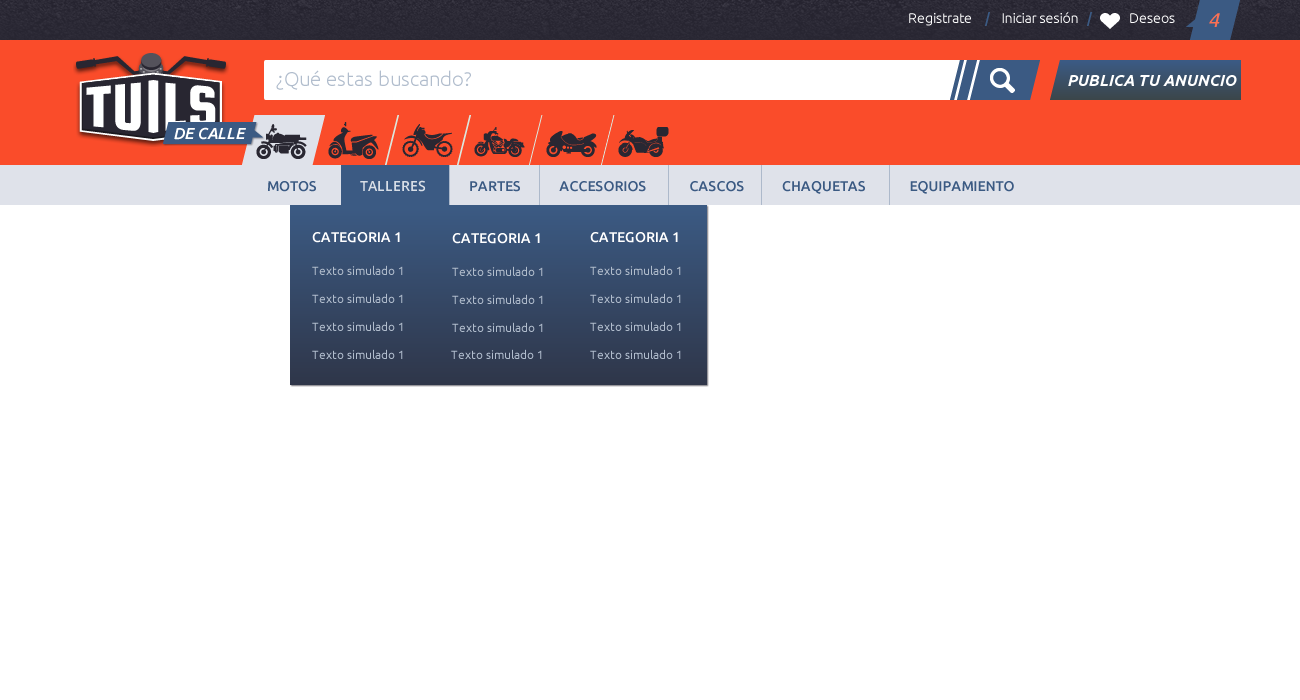 Registrate / Iniciar sesión / Deseos 4
TUILS
¿Qué estas buscando?
PUBLICA TU ANUNCIO
DE CALLE
MOTOS TALLERES PARTES ACCESORIOS CASCOS CHAQUETAS EQUIPAMIENTO
CATEGORIA 1 CATEGORIA 1 CATEGORIA 1
Texto simulado 1 Texto simulado 1 Texto simulado 1
Texto simulado 1 Texto simulado 1 Texto simulado 1
Texto simulado 1 Texto simulado 1 Texto simulado 1
Texto simulado 1 Texto simulado 1 Texto simulado 1